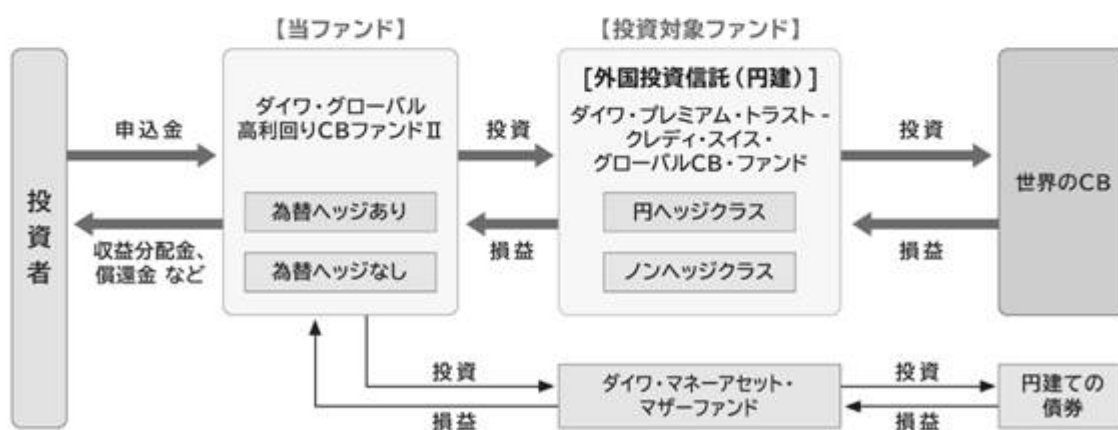 【当ファンド】
【投資対象ファンド】
投資者
申込金
収益分配金、
償還金 など
ダイワ・グローバル
高利回りCBファンドⅡ
為替ヘッジあり
為替ヘッジなし
投資
損益
[外国投資信託(円建)]
ダイワ・プレミアム・トラスト-
クレディ・スイス・
グローバルCB・ファンド
円ヘッジクラス
ノンヘッジクラス
投資
損益
世界のCB
投資
損益
ダイワ・マネーアセット・
マザーファンド
投資
損益
円建ての
債券